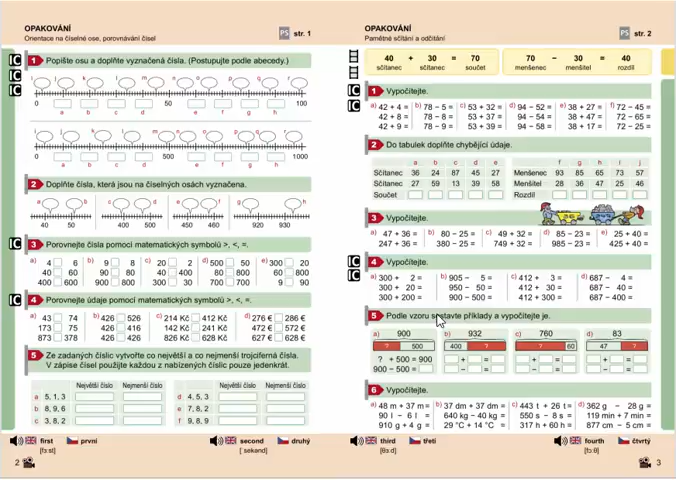 OPAKOVÁNÍ
Orientace na číselné ose, porovnávání čísel
PS str. 1
1 Popište osu a doplňte vyznačená čísla. (Postupujte podle abecedy.)
i j k l m n o p q r
0 50 100
a b c d e f g h
i j k l m n o p q r
0 500 1000
a b c d e f g h
2 Doplňte čísla, která jsou na číselných osách vyznačena.
a b c d e f g h
40 50 400 500 450 460 920 930
3 Porovnejte čísla pomocí matematických symbolů >, <, =.
a) 4 6 b) 9 8 c) 20 2 d) 500 50 e) 300 20
40 60 90 80 40 400 80 800 60 600
400 600 900 800 700 70 300 300 90 900
4 Porovnejte údaje pomocí matematických symbolů >, <, =.
a) 43 74 b) 426 526 c) 214 Kč 412 Kč d) 276 € 286 €
173 75 426 416 142 Kč 241 Kč 472 € 572 €
873 378 426 426 826 Kč 628 Kč 627 € 628 €
5 Ze zadaných číslic vytvořte co největší a co nejmenší trojciferná čísla.
V zápise čísel použijte každou z nabízených číslic pouze jedenkrát.
Největší číslo Nejmenší číslo Největší číslo Nejmenší číslo
a 5, 1, 3 d 4, 5, 3
b 8, 9, 6 e 7, 8, 2
c 3, 8, 2 f 9, 8, 9
first první second druhý
[fɜːst] [ˈsekənd]
2
OPAKOVÁNÍ
Pamětné sčítání a odčítání
PS str. 2
40 + 30 = 70 70 − 30 = 40
sčítanec sčítanec součet menšenec menšitel rozdíl
1 Vypočítejte.
a) 42 + 4 = b) 78 − 5 = c) 53 + 32 = d) 94 − 52 = e) 38 + 27 = f) 72 − 45 =
42 + 8 = 78 − 8 = 53 + 37 = 94 − 54 = 38 + 47 = 72 − 65 =
42 + 9 = 78 − 9 = 53 + 39 = 94 − 58 = 38 + 17 = 72 − 25 =
2 Do tabulek doplňte chybějící údaje.
a b c d e f g h i j
Sčítanec 36 24 87 45 27 Menšenec 93 85 65 73 57
Sčítanec 27 59 13 39 58 Menšitel 28 36 47 25 46
Součet Rozdíl
3 Vypočítejte.
a) 47 + 36 = b) 80 − 25 = c) 49 + 32 = d) 85 − 23 = e) 25 + 40 =
247 + 36 = 380 − 25 = 749 + 32 = 985 − 23 = 425 + 40 =
4 Vypočítejte.
a) 300 + 2 = b) 905 − 5 = c) 412 + 3 = d) 687 − 4 =
300 + 20 = 950 − 50 = 412 + 30 = 687 − 40 =
300 + 200 = 900 − 500 = 412 + 300 = 687 − 400 =
5 Podle vzoru sestavte příklady a vypočítejte je.
a) 900 b) 932 c) 760 d) 83
? 500 400 ? ? 60 47 ?
? + 500 = 900 + = + = + =
900 − 500 = − = − = − =
6 Vypočítejte.
a) 48 m + 37 m = b) 37 dm + 37 dm = c) 443 t + 26 t = d) 362 g − 28 g =
90 l − 6 l = 640 kg − 40 kg = 550 s − 8 s = 119 min + 7 min =
910 g + 4 g = 29 °C + 14 °C = 317 h + 60 h = 877 cm − 5 cm =
third třetí fourth čtvrtý
[θɜːd] [fɔːθ]
3